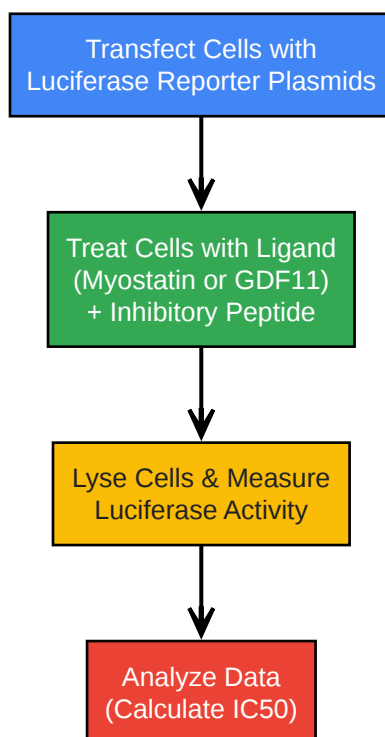 Transfect Cells with
Luciferase Reporter Plasmids
Treat Cells with Ligand
(Myostatin or GDF11)
+ Inhibitory Peptide
Lyse Cells & Measure
Luciferase Activity
Analyze Data
(Calculate IC50)